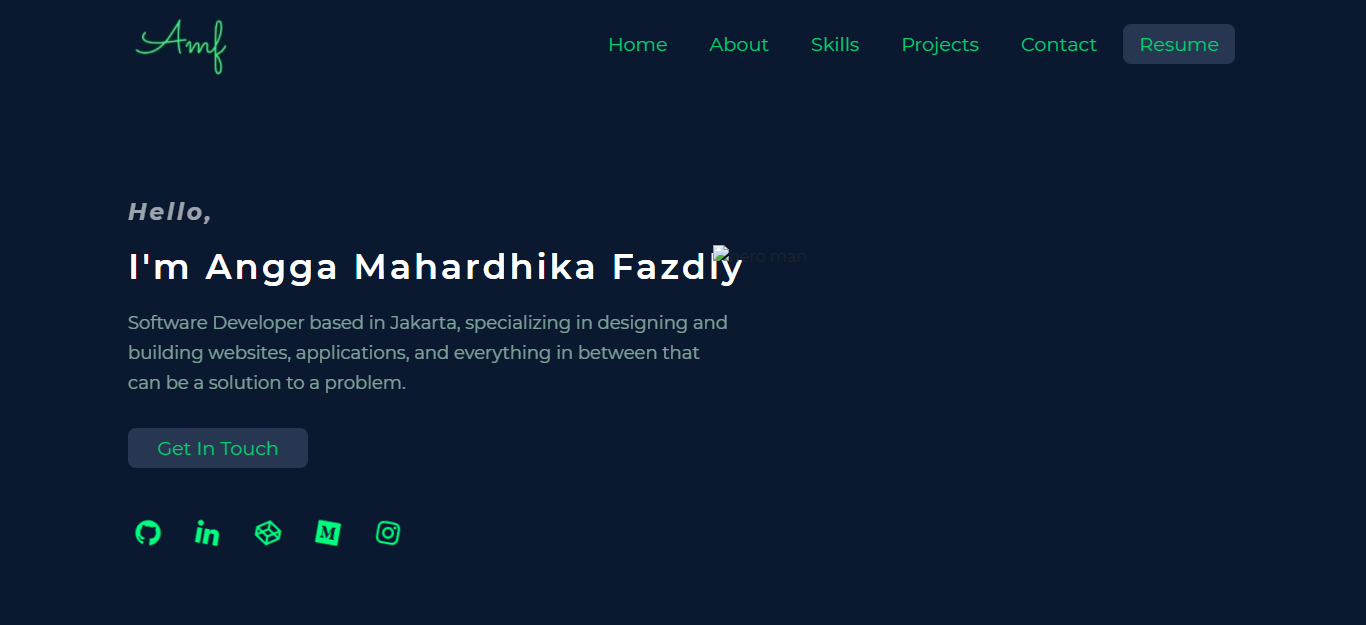 Amf
Home About Skills Projects Contact Resume
Hello,
I'm Angga Mahardhika Fazdly
hero man
Software Developer based in Jakarta, specializing in designing and
building websites, applications, and everything in between that
can be a solution to a problem.
Get In Touch